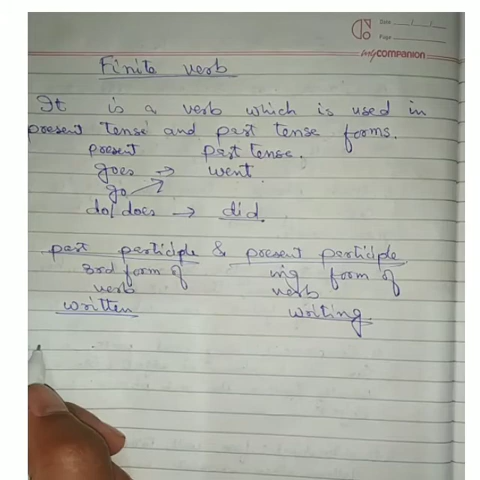 Date
Page
mycompanion
Finite verb
It is a verb which is used in
present tense and past tense forms.
present past tense.
goes → went
go
do/does → did.
past participle & present participle
3rd form of ing form of
verb verb
written writing